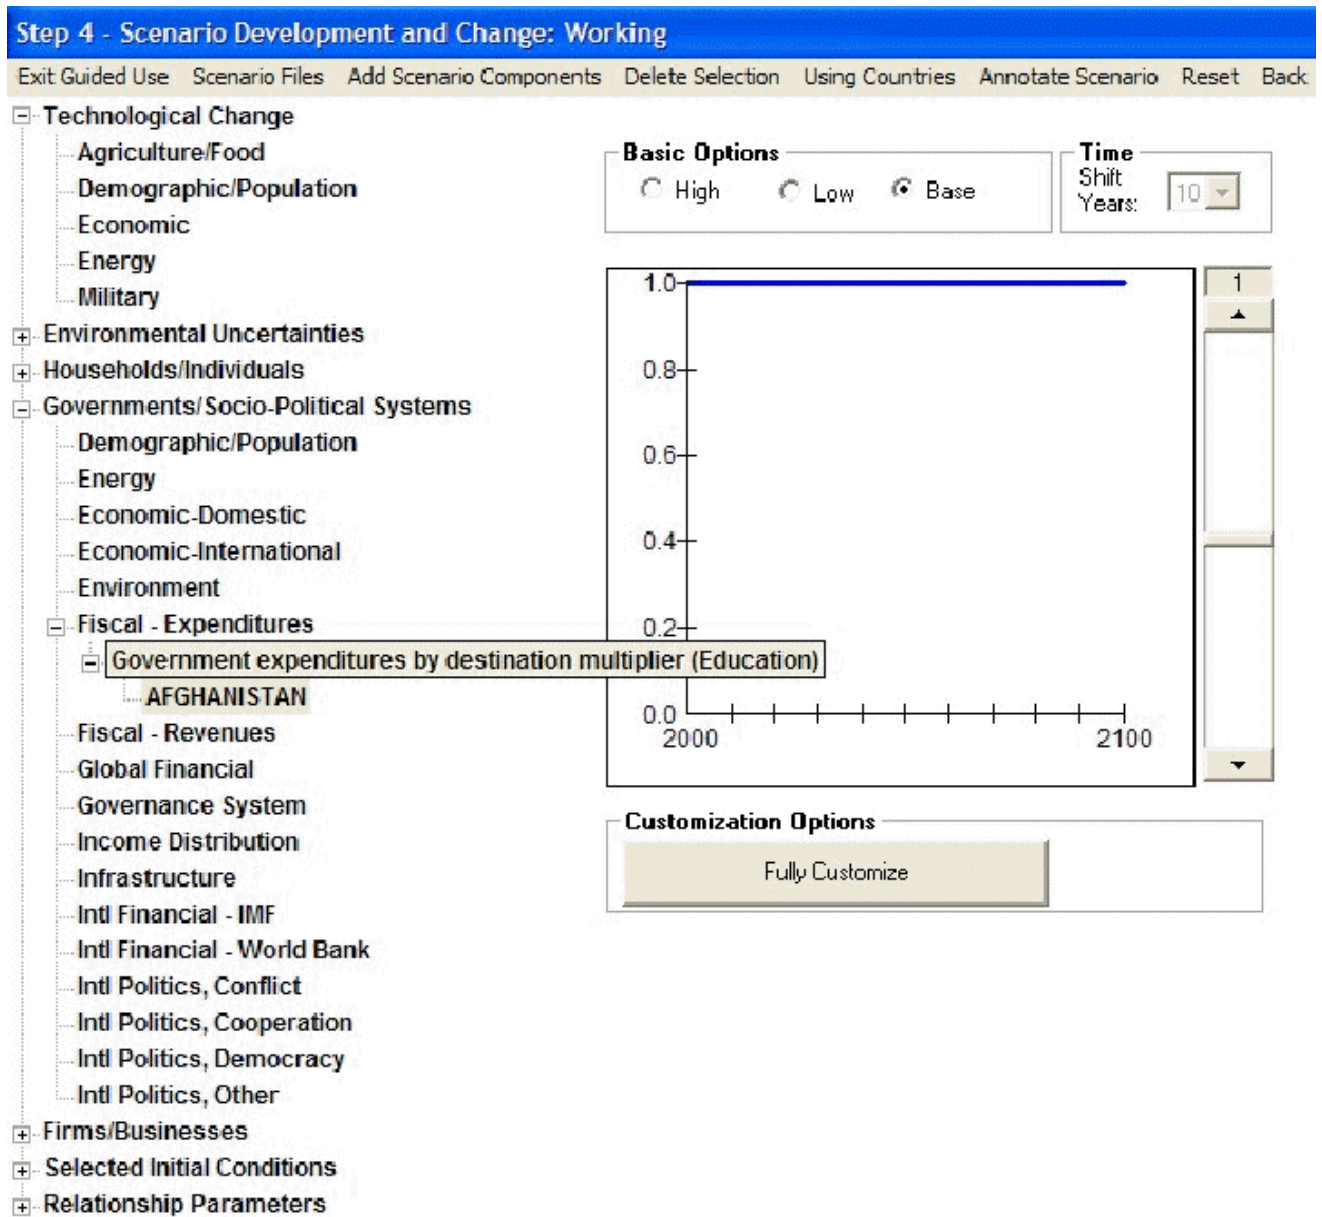 Step 4 - Scenario Development and Change: Working
Exit Guided Use Scenario Files Add Scenario Components Delete Selection Using Countries Annotate Scenario Reset Back
Technological Change
Agriculture/Food
Demographic/Population
Economic
Energy
Military
Environmental Uncertainties
Households/Individuals
Governments/Socio-Political Systems
Demographic/Population
Energy
Economic-Domestic
Economic-International
Environment
Fiscal - Expenditures
Government expenditures by destination multiplier (Education)
AFGHANISTAN
Fiscal - Revenues
Global Financial
Governance System
Income Distribution
Infrastructure
Intl Financial - IMF
Intl Financial - World Bank
Intl Politics, Conflict
Intl Politics, Cooperation
Intl Politics, Democracy
Intl Politics, Other
Firms/Businesses
Selected Initial Conditions
Relationship Parameters
Basic Options
High Low Base
Time
Shift
Years: 10
1.0
0.8
0.6
0.4
0.2
0.0
2000 2100
1
Customization Options
Fully Customize